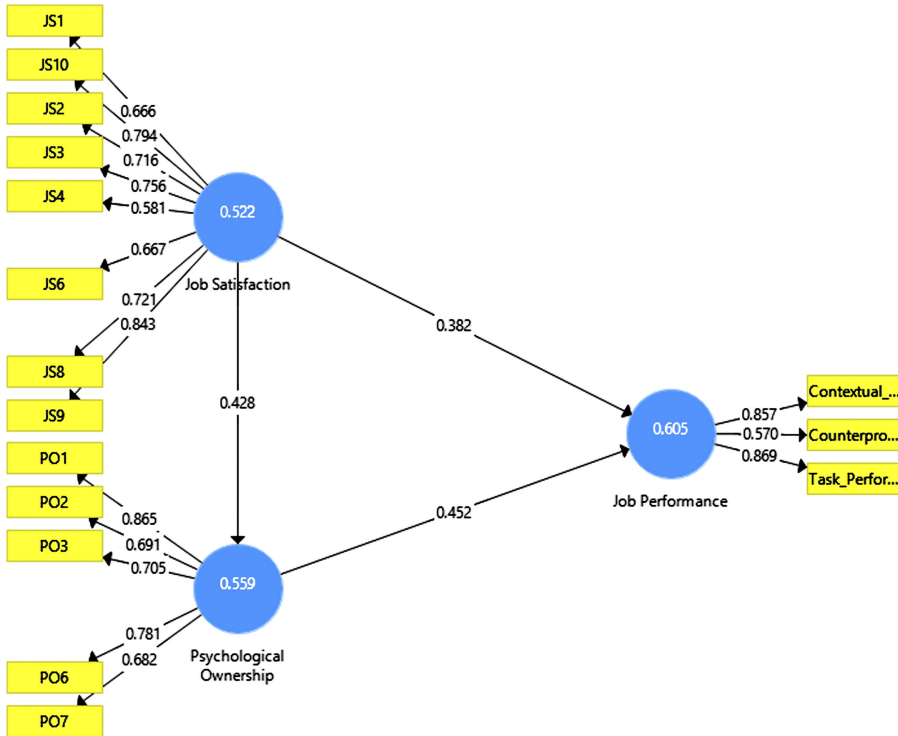 JS1
JS10
JS2
JS3
JS4
JS6
JS8
JS9
PO1
PO2
PO3
PO6
PO7
0.666
0.794
0.716
0.756
0.581
0.667
0.721
0.843
0.522
Job Satisfaction
0.382
0.428
0.865
0.691
0.705
0.781
0.682
0.559
Psychological
Ownership
0.452
0.605
Job Performance
0.857
0.570
0.869
Contextual_...
Counterpro...
Task_Perfor...